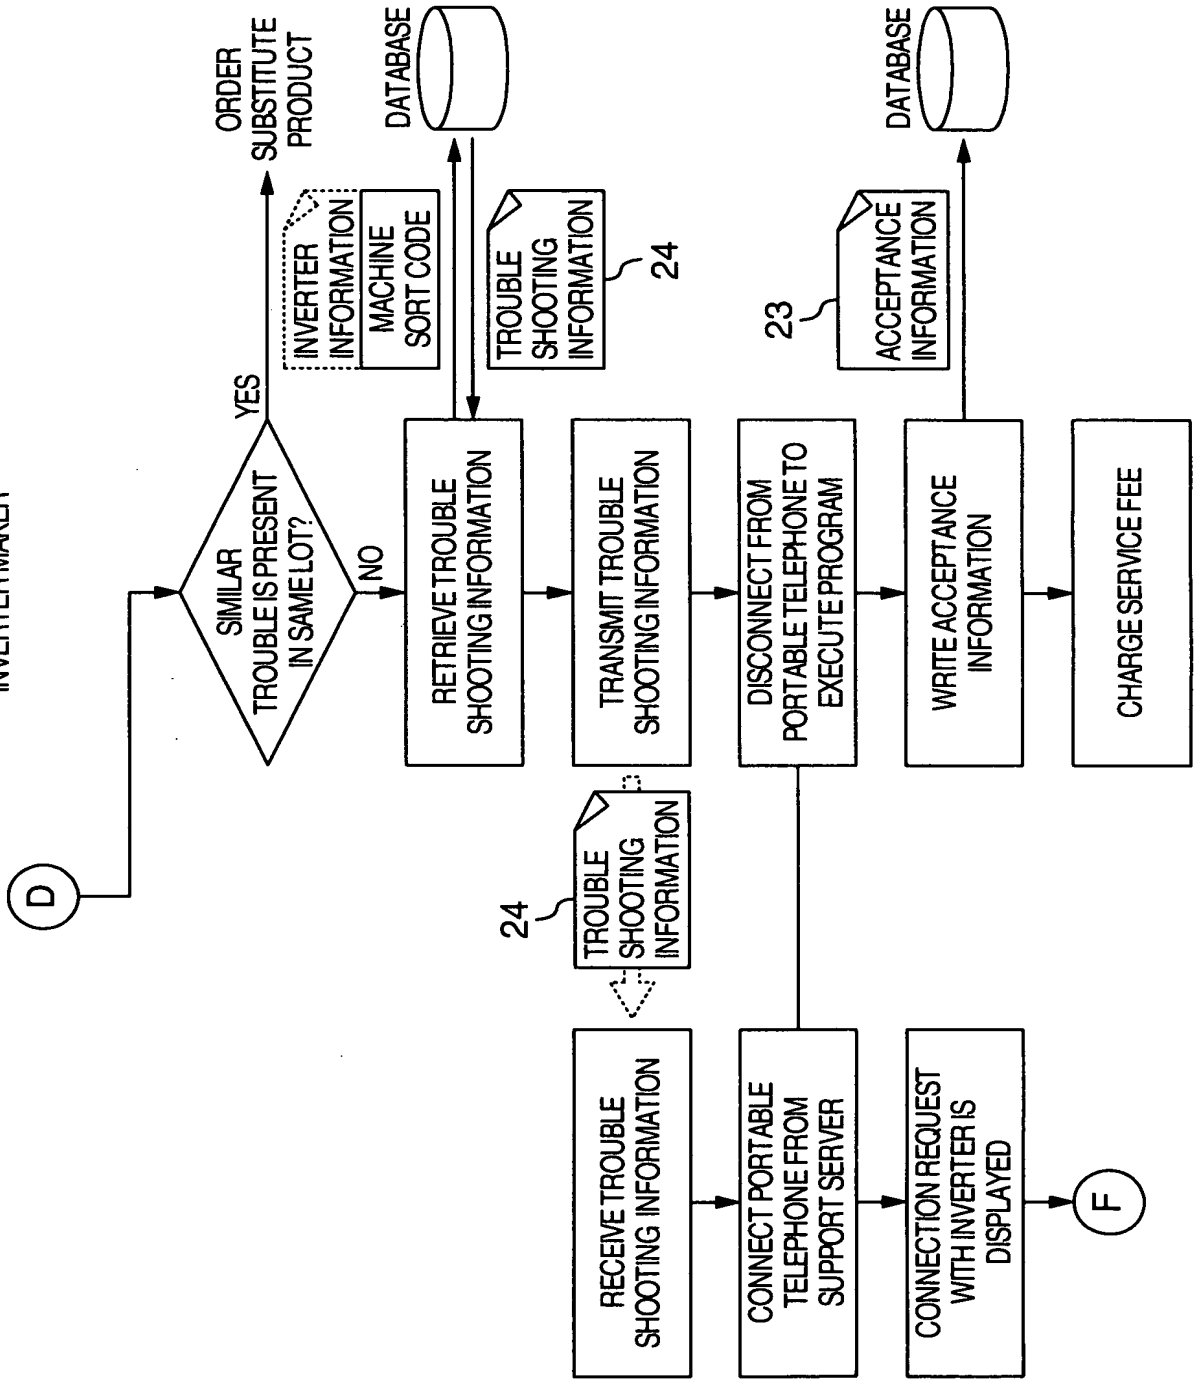 INVERTER MAKER
D
SIMILAR
TROUBLE IS PRESENT
IN SAME LOT?
YES
ORDER
SUBSTITUTE
PRODUCT
NO
INVERTER
INFORMATION
MACHINE
SORT CODE
DATABASE
RETRIEVE TROUBLE
SHOOTING INFORMATION
TROUBLE
SHOOTING
INFORMATION
24
TRANSMIT TROUBLE
SHOOTING INFORMATION
24
TROUBLE
SHOOTING
INFORMATION
RECEIVE TROUBLE
SHOOTING INFORMATION
DISCONNECT FROM
PORTABLE TELEPHONE TO
EXECUTE PROGRAM
CONNECT PORTABLE
TELEPHONE FROM
SUPPORT SERVER
WRITE ACCEPTANCE
INFORMATION
23
ACCEPTANCE
INFORMATION
DATABASE
CONNECTION REQUEST
WITH INVERTER IS
DISPLAYED
CHARGE SERVICE FEE
F